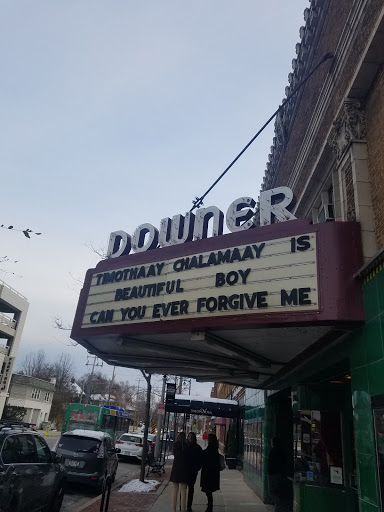 DOWNER
TIMOTHAAY CHALAMAAY IS
BEAUTIFUL BOY
CAN YOU EVER FORGIVE ME